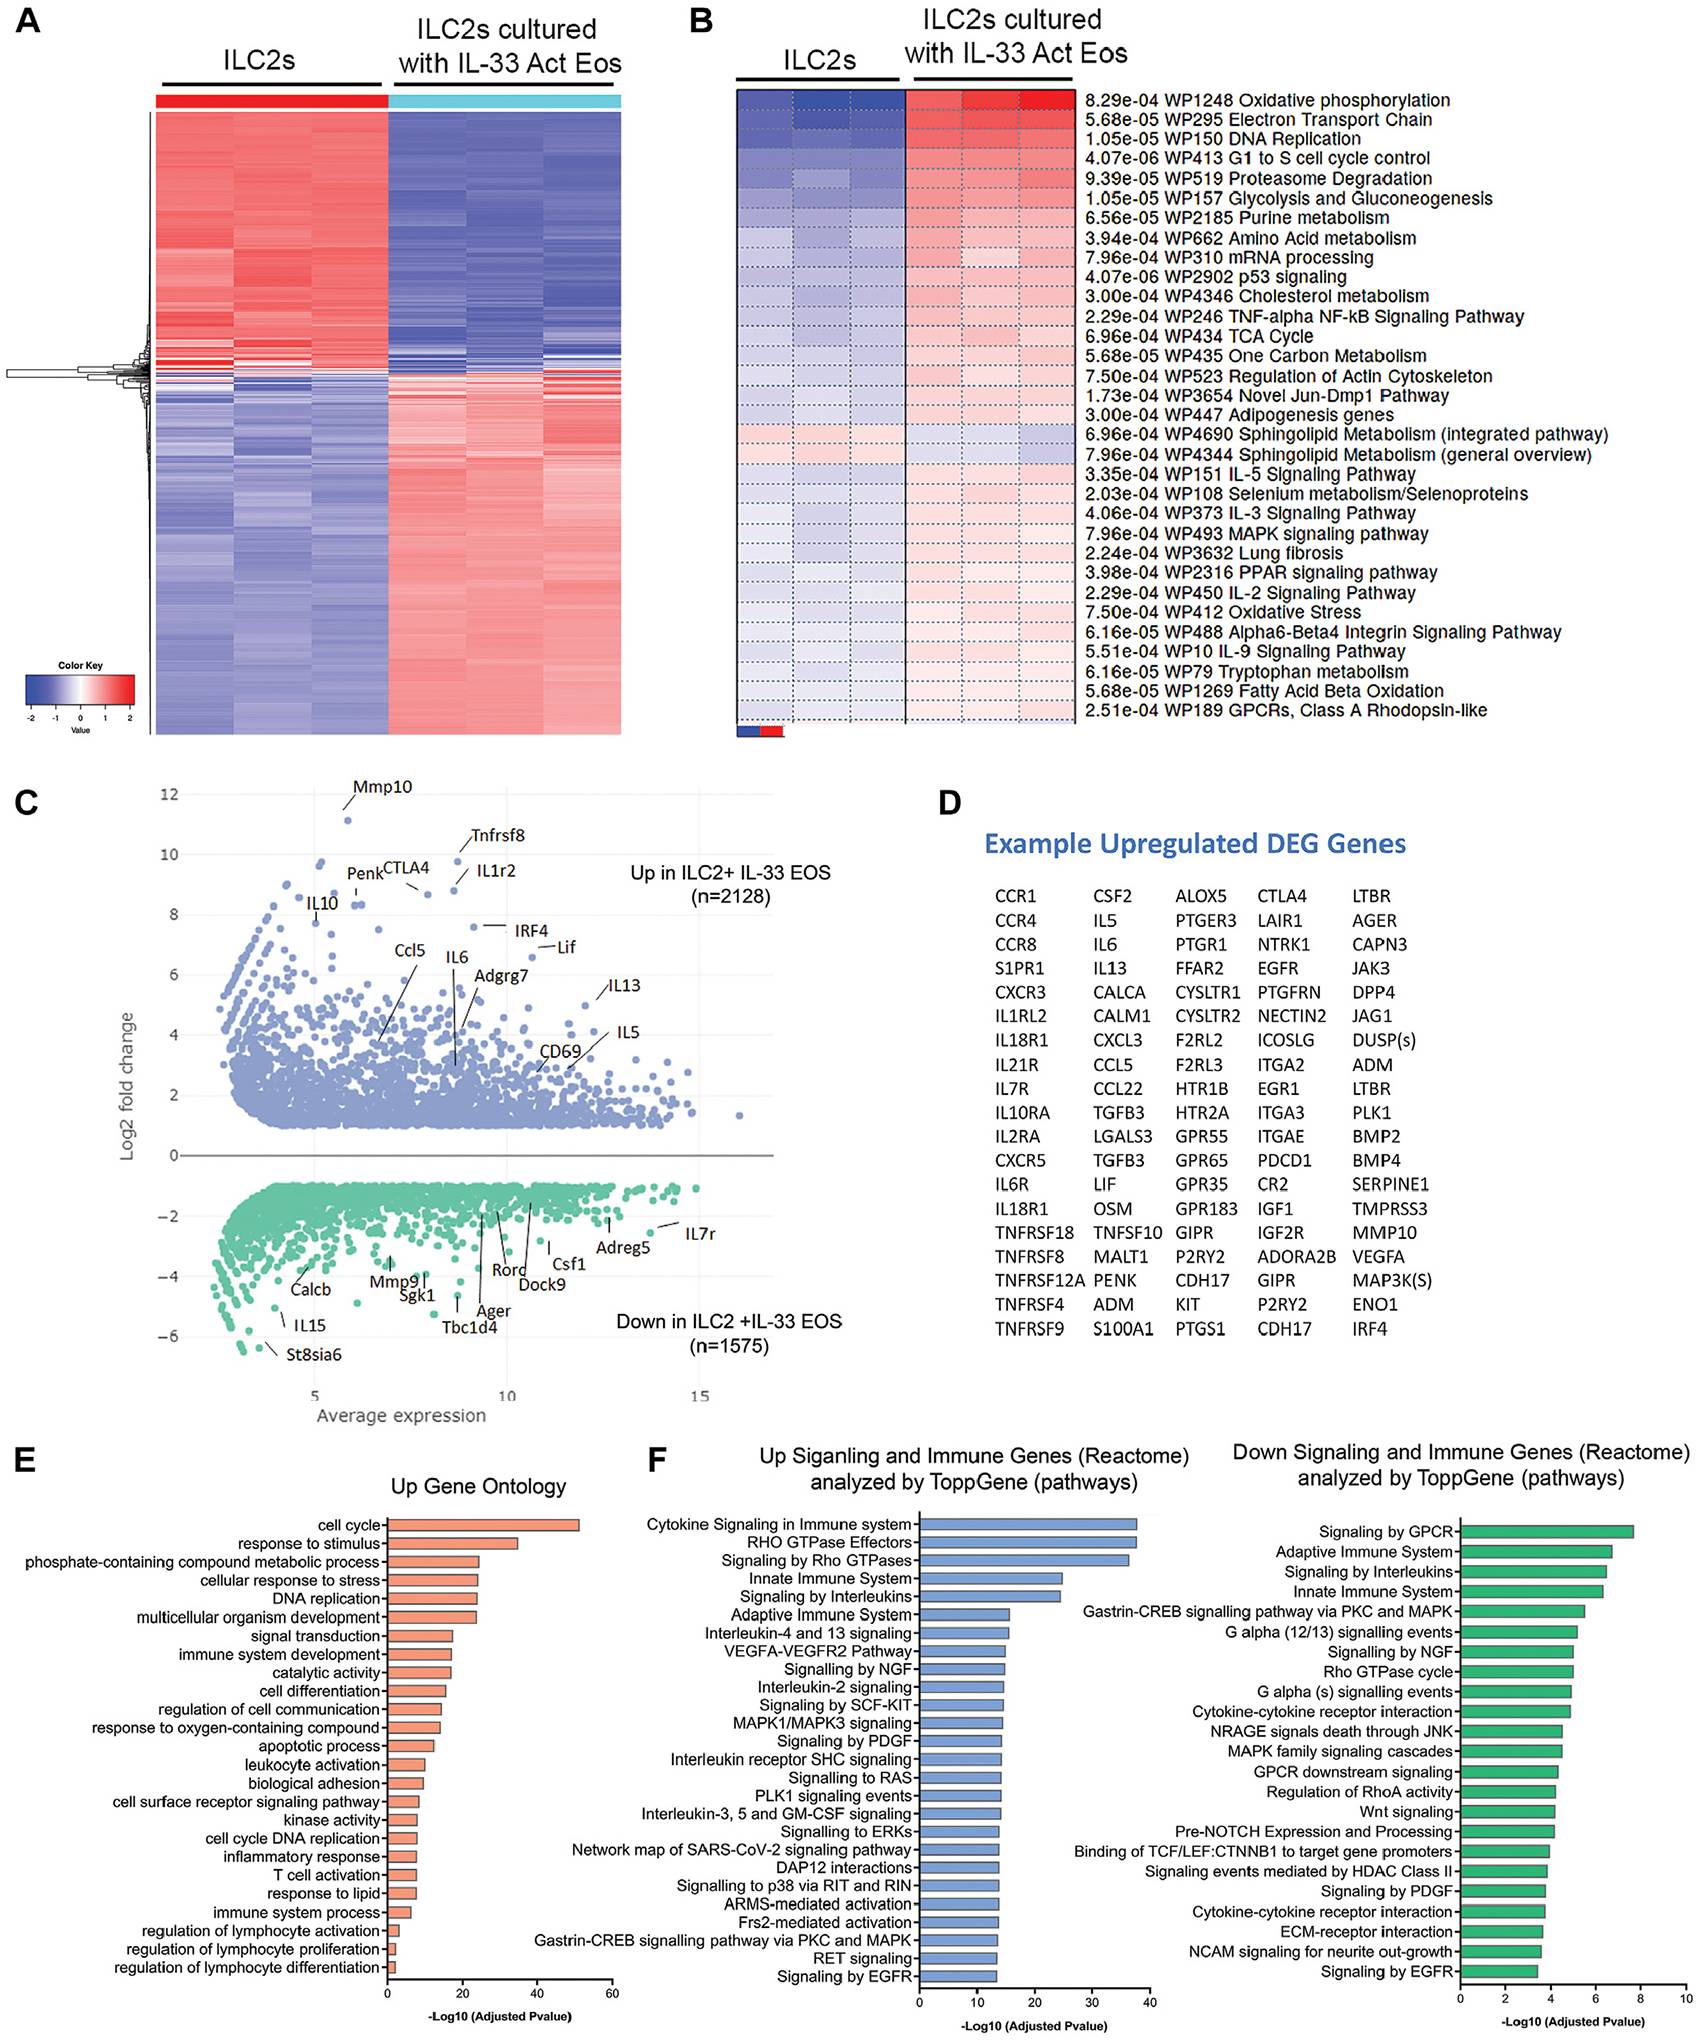 A
ILC2s
ILC2s cultured
with IL-33 Act Eos
Color Key
-2 -1 0 1 2
Value
B
ILC2s
ILC2s cultured
with IL-33 Act Eos
8.29e-04 WP1248 Oxidative phosphorylation
5.68e-05 WP295 Electron Transport Chain
1.05e-05 WP150 DNA Replication
4.07e-06 WP413 G1 to S cell cycle control
9.39e-05 WP519 Proteasome Degradation
1.05e-05 WP157 Glycolysis and Gluconeogenesis
6.56e-05 WP2185 Purine metabolism
3.94e-04 WP662 Amino Acid metabolism
7.96e-04 WP310 mRNA processing
4.07e-06 WP2902 p53 signaling
3.00e-04 WP4346 Cholesterol metabolism
2.29e-04 WP246 TNF-alpha NF-kB Signaling Pathway
6.96e-04 WP434 TCA Cycle
5.68e-05 WP435 One Carbon Metabolism
7.50e-04 WP523 Regulation of Actin Cytoskeleton
1.73e-04 WP3654 Novel Jun-Dmp1 Pathway
3.00e-04 WP447 Adipogenesis genes
6.96e-04 WP4690 Sphingolipid Metabolism (integrated pathway)
7.96e-04 WP4344 Sphingolipid Metabolism (general overview)
3.35e-04 WP151 IL-5 Signaling Pathway
2.03e-04 WP108 Selenium metabolism/Selenoproteins
4.06e-04 WP373 IL-3 Signaling Pathway
7.96e-04 WP493 MAPK signaling pathway
2.24e-04 WP3632 Lung fibrosis
3.98e-04 WP2316 PPAR signaling pathway
2.29e-04 WP450 IL-2 Signaling Pathway
7.50e-04 WP412 Oxidative Stress
6.16e-05 WP488 Alpha6-Beta4 Integrin Signaling Pathway
5.51e-04 WP10 IL-9 Signaling Pathway
6.16e-05 WP79 Tryptophan metabolism
5.68e-05 WP1269 Fatty Acid Beta Oxidation
2.51e-04 WP189 GPCRs, Class A Rhodopsin-like
C
Log2 fold change
12
10
8
6
4
2
0
−2
−4
−6
Mmp10
Tnfrsf8
Penk
CTLA4
IL1r2
IL10
IRF4
Lif
Ccl5
IL6
Adgrg7
IL13
IL5
CD69
Up in ILC2+ IL-33 EOS
(n=2128)
IL7r
Adreg5
Csf1
Rorc
Dock9
Mmp9
Sgk1
Calcb
Ager
Tbc1d4
IL15
St8sia6
Down in ILC2 +IL-33 EOS
(n=1575)
5 10 15
Average expression
D
Example Upregulated DEG Genes
CCR1 CSF2 ALOX5 CTLA4 LTBR
CCR4 IL5 PTGER3 LAIR1 AGER
CCR8 IL6 PTGR1 NTRK1 CAPN3
S1PR1 IL13 FFAR2 EGFR JAK3
CXCR3 CALCA CYSLTR1 PTGFRN DPP4
IL1RL2 CALM1 CYSLTR2 NECTIN2 JAG1
IL18R1 CXCL3 F2RL2 ICOSLG DUSP(s)
IL21R CCL5 F2RL3 ITGA2 ADM
IL7R CCL22 HTR1B EGR1 LTBR
IL10RA TGFB3 HTR2A ITGA3 PLK1
IL2RA LGALS3 GPR55 ITGAE BMP2
CXCR5 TGFB3 GPR65 PDCD1 BMP4
IL6R LIF GPR35 CR2 SERPINE1
IL18R1 OSM GPR183 IGF1 TMPRSS3
TNFRSF18 TNFSF10 GIPR IGF2R MMP10
TNFRSF8 MALT1 P2RY2 ADORA2B VEGFA
TNFRSF12A PENK CDH17 GIPR MAP3K(S)
TNFRSF4 ADM KIT P2RY2 ENO1
TNFRSF9 S100A1 PTGS1 CDH17 IRF4
E
Up Gene Ontology
cell cycle
response to stimulus
phosphate-containing compound metabolic process
cellular response to stress
DNA replication
multicellular organism development
signal transduction
immune system development
catalytic activity
cell differentiation
regulation of cell communication
response to oxygen-containing compound
apoptotic process
leukocyte activation
biological adhesion
cell surface receptor signaling pathway
kinase activity
cell cycle DNA replication
inflammatory response
T cell activation
response to lipid
immune system process
regulation of lymphocyte activation
regulation of lymphocyte proliferation
regulation of lymphocyte differentiation
0 20 40 60
-Log10 (Adjusted Pvalue)
F
Up Siganling and Immune Genes (Reactome)
analyzed by ToppGene (pathways)
Cytokine Signaling in Immune system
RHO GTPase Effectors
Signaling by Rho GTPases
Innate Immune System
Signaling by Interleukins
Adaptive Immune System
Interleukin-4 and 13 signaling
VEGFA-VEGFR2 Pathway
Signalling by NGF
Interleukin-2 signaling
Signaling by SCF-KIT
MAPK1/MAPK3 signaling
Signaling by PDGF
Interleukin receptor SHC signaling
Signalling to RAS
PLK1 signaling events
Interleukin-3, 5 and GM-CSF signaling
Signalling to ERKs
Network map of SARS-CoV-2 signaling pathway
DAP12 interactions
Signalling to p38 via RIT and RIN
ARMS-mediated activation
Frs2-mediated activation
Gastrin-CREB signalling pathway via PKC and MAPK
RET signaling
Signaling by EGFR
0 10 20 30 40
-Log10 (Adjusted Pvalue)
Down Signaling and Immune Genes (Reactome)
analyzed by ToppGene (pathways)
Signaling by GPCR
Adaptive Immune System
Signaling by Interleukins
Innate Immune System
Gastrin-CREB signalling pathway via PKC and MAPK
G alpha (12/13) signalling events
Signalling by NGF
Rho GTPase cycle
G alpha (s) signalling events
Cytokine-cytokine receptor interaction
NRAGE signals death through JNK
MAPK family signaling cascades
GPCR downstream signaling
Regulation of RhoA activity
Wnt signaling
Pre-NOTCH Expression and Processing
Binding of TCF/LEF:CTNNB1 to target gene promoters
Signaling events mediated by HDAC Class II
Signaling by PDGF
Cytokine-cytokine receptor interaction
ECM-receptor interaction
NCAM signaling for neurite out-growth
Signaling by EGFR
0 2 4 6 8 10
-Log10 (Adjusted Pvalue)